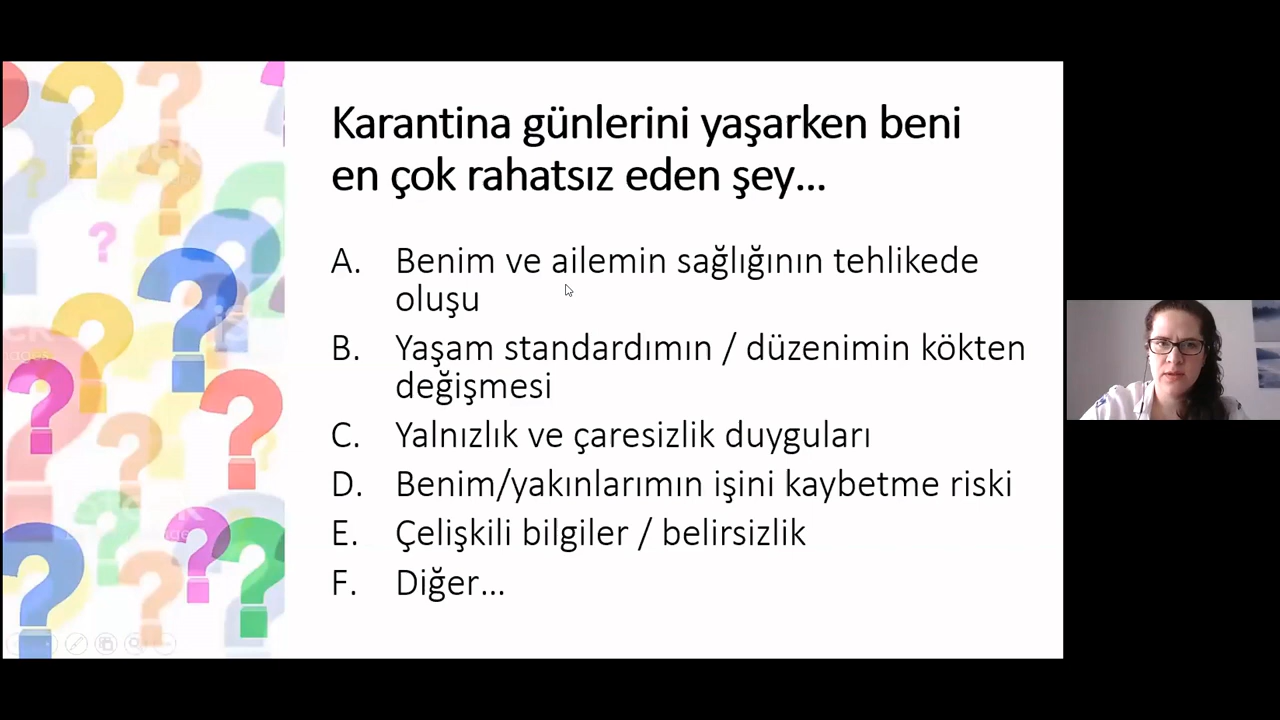 Karantina günlerini yaşarken beni
en çok rahatsız eden şey...
A. Benim ve ailemin sağlığının tehlikede
oluşu
B. Yaşam standardımın / düzenimin kökten
değişmesi
C. Yalnızlık ve çaresizlik duyguları
D. Benim/yakınlarımın işini kaybetme riski
E. Çelişkili bilgiler / belirsizlik
F. Diğer...